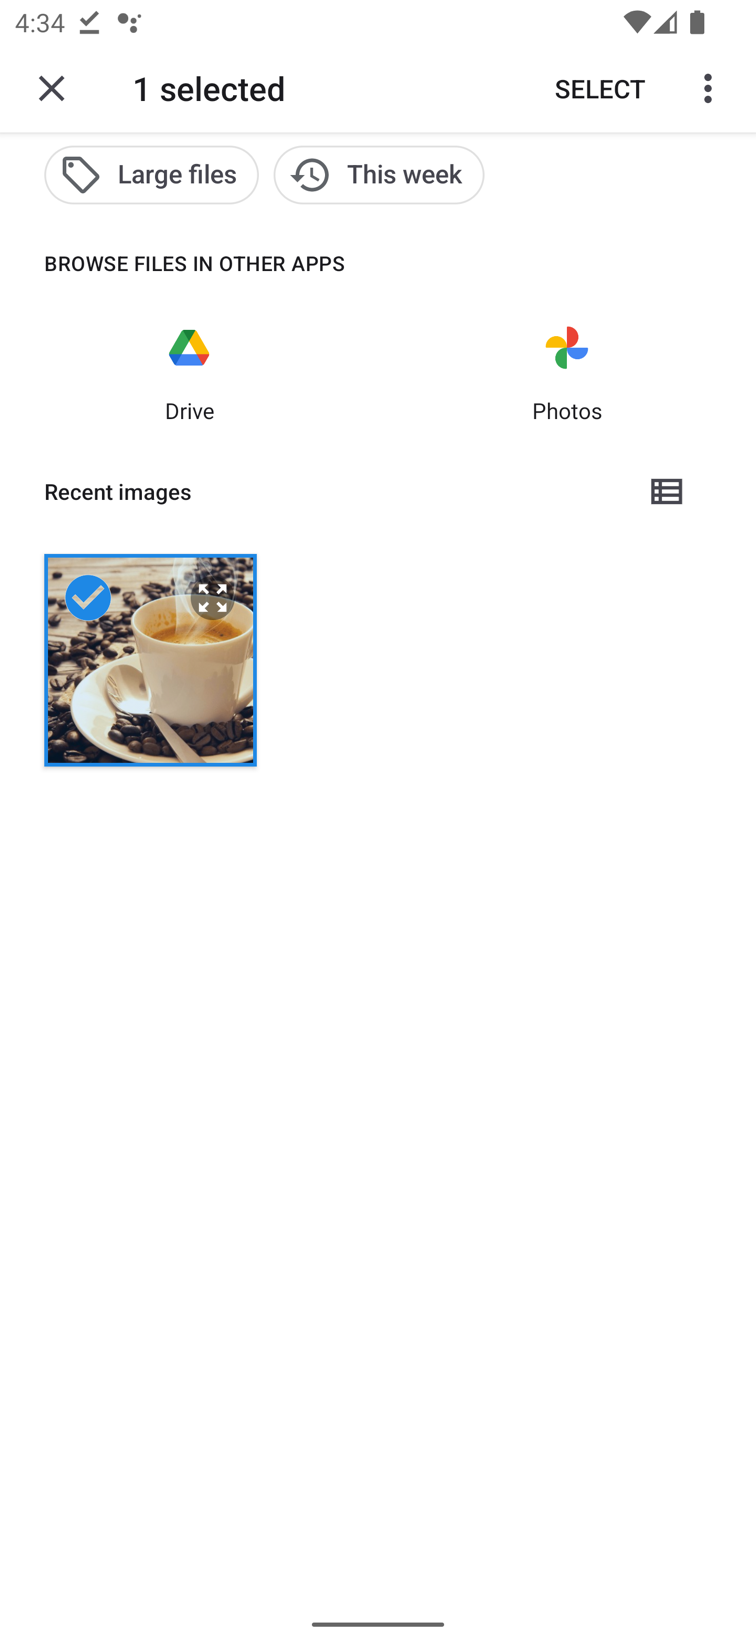 4:34
1 selected
SELECT
Large files
This week
BROWSE FILES IN OTHER APPS
Drive
Photos
Recent images